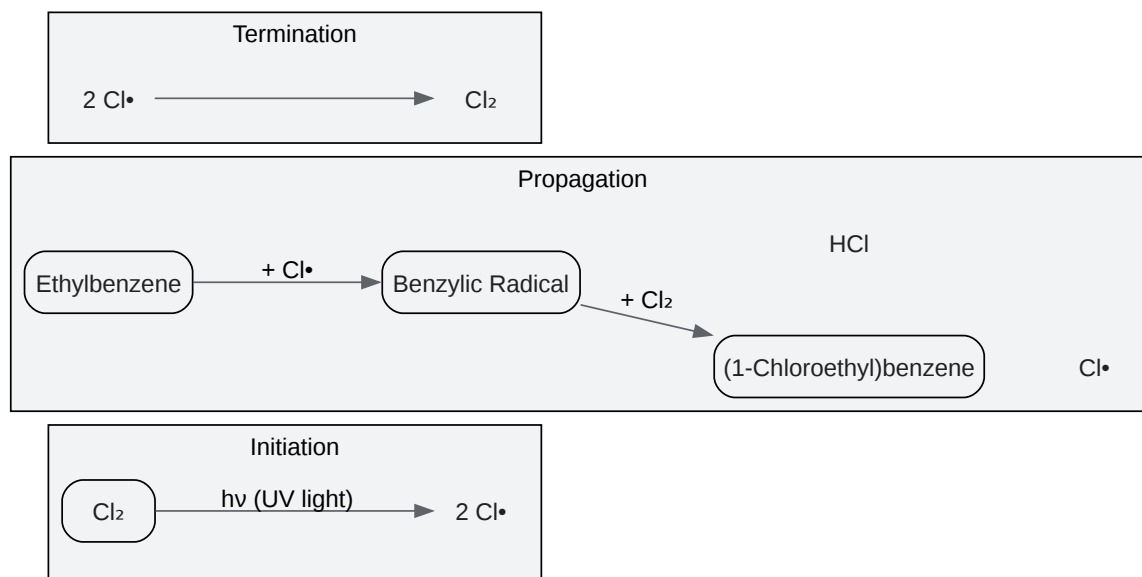 Termination
2 Cl•
Cl₂
Propagation
HCl
Ethylbenzene
+ Cl•
Benzylic Radical
+ Cl₂
(1-Chloroethyl)benzene
Cl•
Initiation
Cl₂
hν (UV light)
2 Cl•